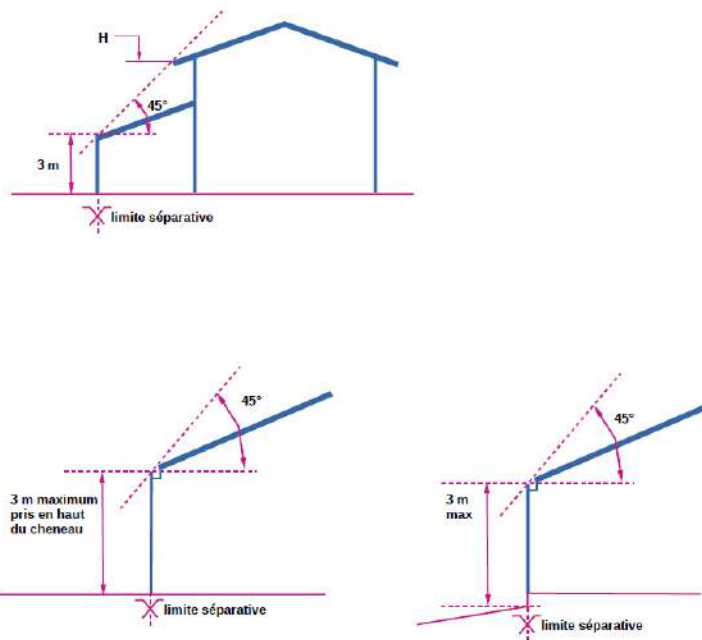 H
45°
3 m
limite séparative
45°
3 m maximum
pris en haut
du cheneau
limite séparative
45°
3 m
max
limite séparative